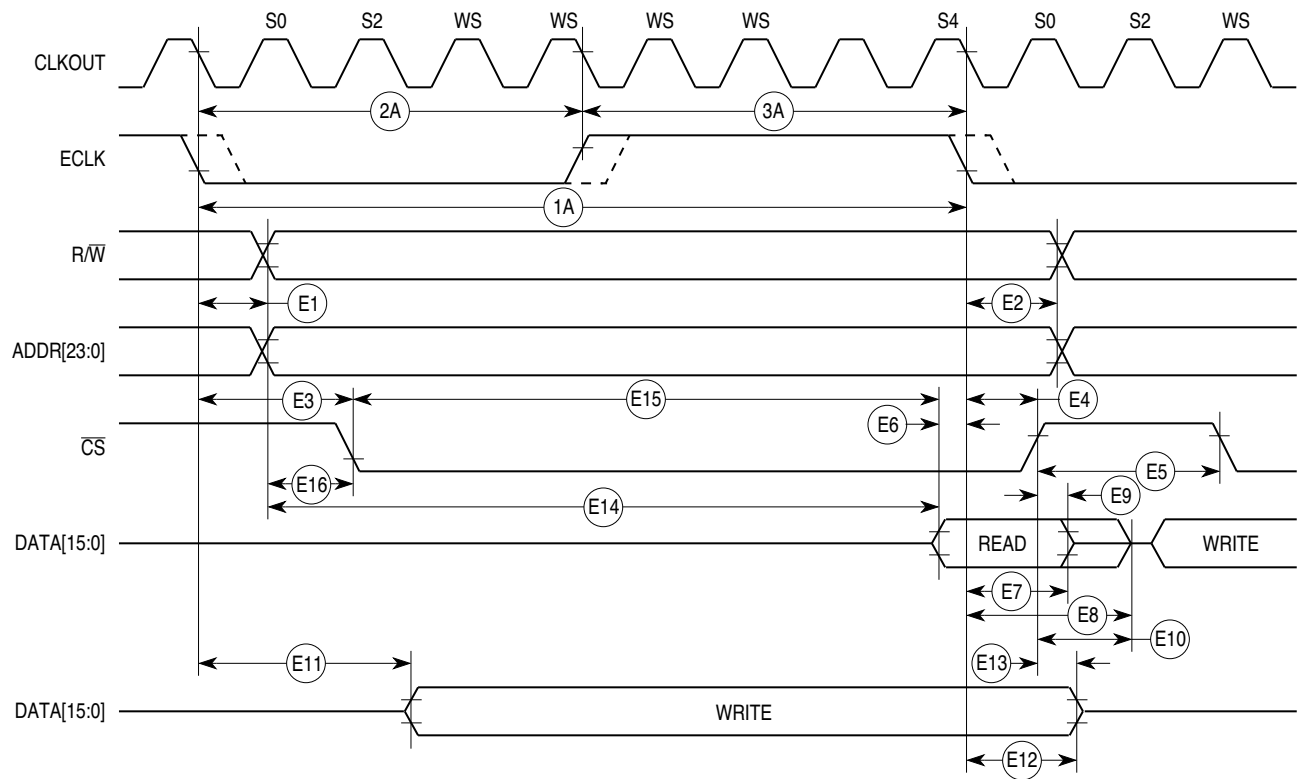 S0 S2 WS WS WS WS S4 S0 S2 WS
CLKOUT
2A 3A
ECLK
1A
R/W̅
E1 E2
ADDR[23:0]
E3 E15 E4
E6
C̅S̅
E16 E5
E14 E9
DATA[15:0] READ WRITE
E7
E8
E10
E11 E13
DATA[15:0] WRITE
E12